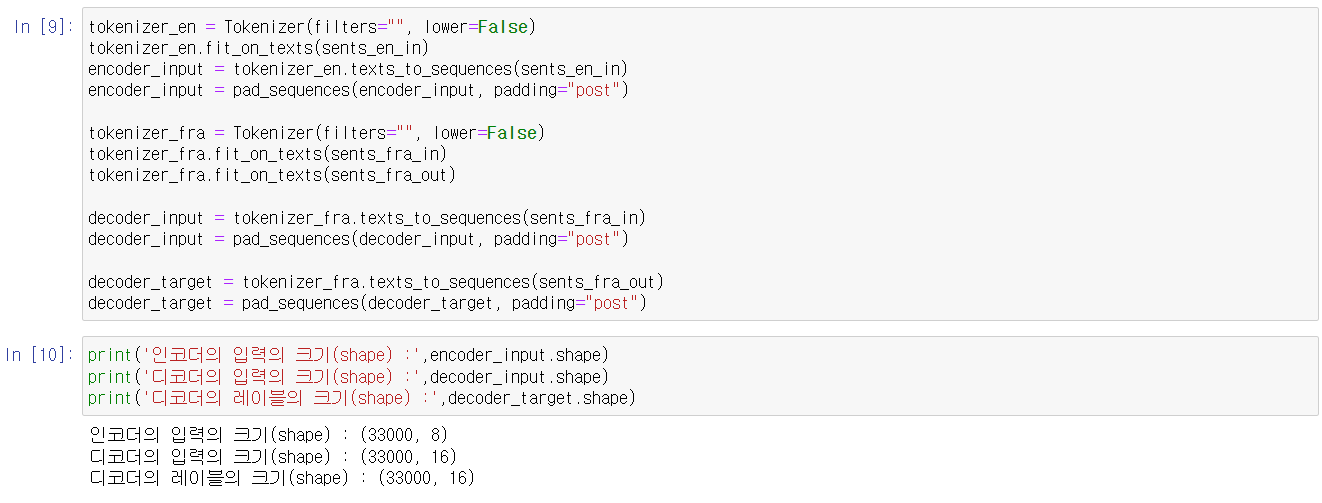 In [9]: tokenizer_en = Tokenizer(filters="", lower=False)
tokenizer_en.fit_on_texts(sents_en_in)
encoder_input = tokenizer_en.texts_to_sequences(sents_en_in)
encoder_input = pad_sequences(encoder_input, padding="post")
tokenizer_fra = Tokenizer(filters="", lower=False)
tokenizer_fra.fit_on_texts(sents_fra_in)
tokenizer_fra.fit_on_texts(sents_fra_out)
decoder_input = tokenizer_fra.texts_to_sequences(sents_fra_in)
decoder_input = pad_sequences(decoder_input, padding="post")
decoder_target = tokenizer_fra.texts_to_sequences(sents_fra_out)
decoder_target = pad_sequences(decoder_target, padding="post")
In [10]: print('인코더의 입력의 크기(shape) :',encoder_input.shape)
print('디코더의 입력의 크기(shape) :',decoder_input.shape)
print('디코더의 레이블의 크기(shape) :',decoder_target.shape)
인코더의 입력의 크기(shape) : (33000, 8)
디코더의 입력의 크기(shape) : (33000, 16)
디코더의 레이블의 크기(shape) : (33000, 16)